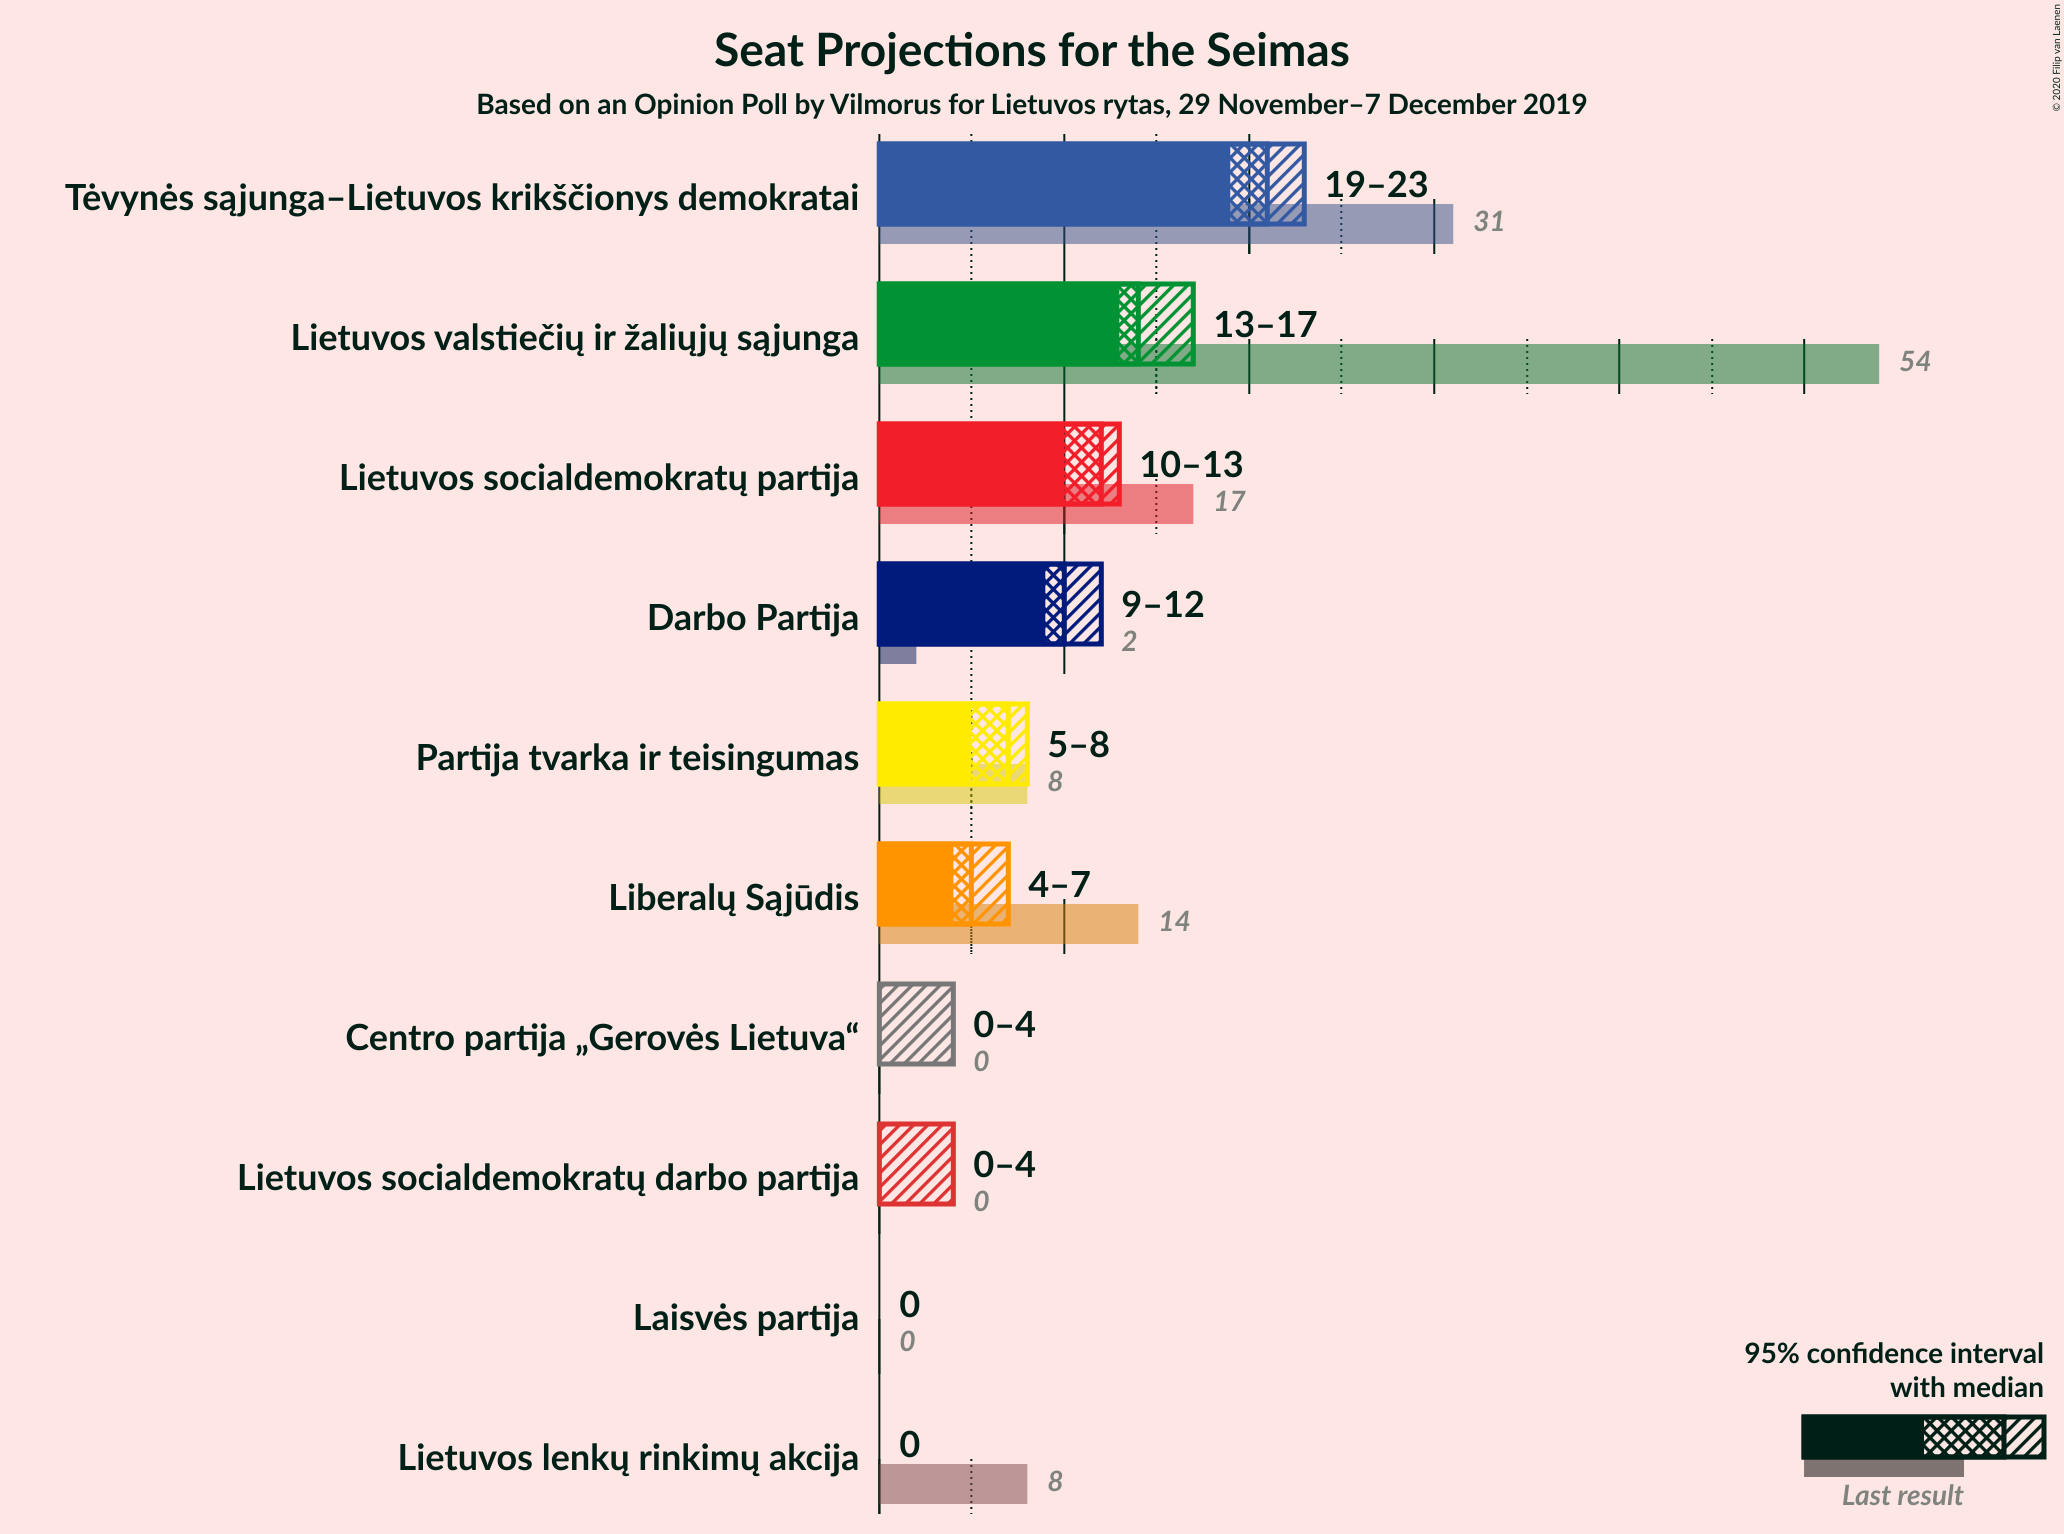 Seat Projections for the Seimas
Based on an Opinion Poll by Vilmorus for Lietuvos rytas, 29 November–7 December 2019
© 2020 Filip van Laenen
Tėvynės sąjunga–Lietuvos krikščionys demokratai
19–23
31
Lietuvos valstiečių ir žaliųjų sąjunga
13–17
54
Lietuvos socialdemokratų partija
10–13
17
Darbo Partija
9–12
2
Partija tvarka ir teisingumas
5–8
8
Liberalų Sąjūdis
4–7
14
Centro partija „Gerovės Lietuva“
0–4
0
Lietuvos socialdemokratų darbo partija
0–4
0
Laisvės partija
0
0
Lietuvos lenkų rinkimų akcija
0
8
95% confidence interval
with median
Last result